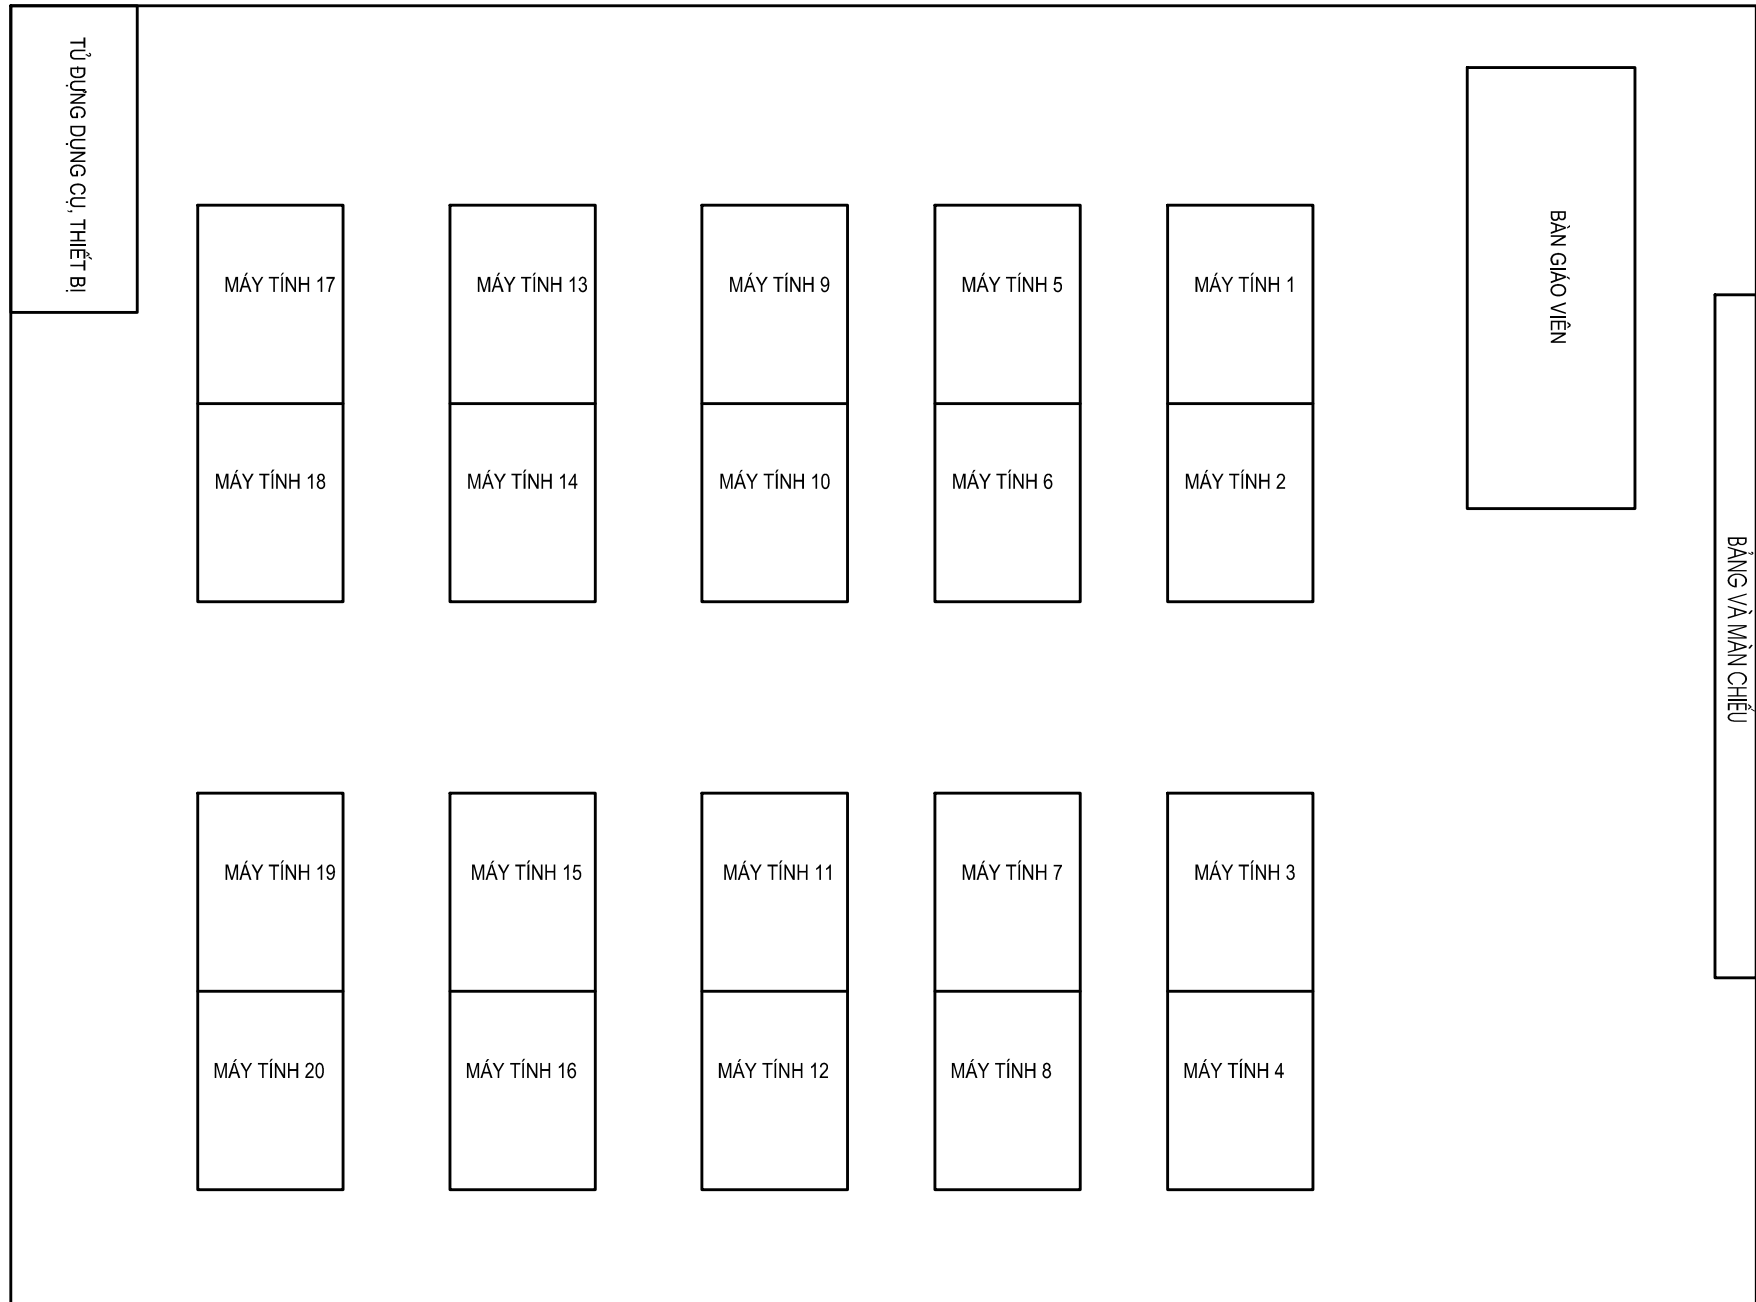 TỦ ĐỰNG DỤNG CỤ, THIẾT BỊ
BÀN GIÁO VIÊN
MÁY TÍNH 17
MÁY TÍNH 13
MÁY TÍNH 9
MÁY TÍNH 5
MÁY TÍNH 1
MÁY TÍNH 18
MÁY TÍNH 14
MÁY TÍNH 10
MÁY TÍNH 6
MÁY TÍNH 2
BẢNG VÀ MÀN CHIẾU
MÁY TÍNH 19
MÁY TÍNH 15
MÁY TÍNH 11
MÁY TÍNH 7
MÁY TÍNH 3
MÁY TÍNH 20
MÁY TÍNH 16
MÁY TÍNH 12
MÁY TÍNH 8
MÁY TÍNH 4